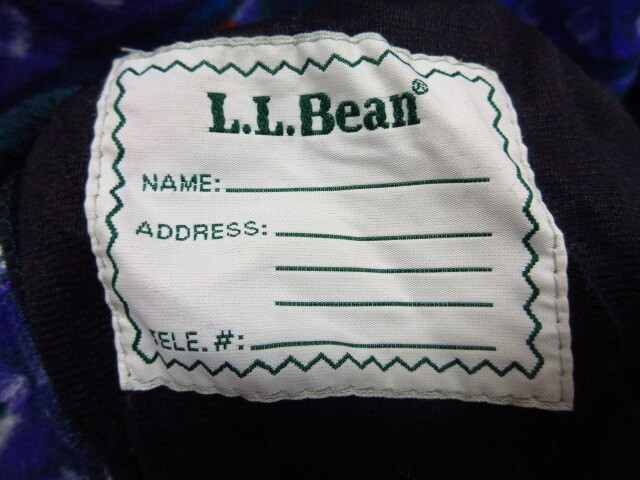 L.L.Bean®
NAME:
ADDRESS:
TELE. #: